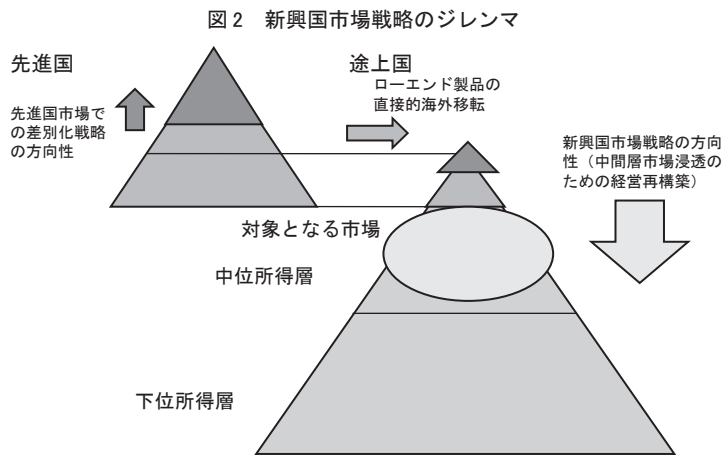 図2 新興国市場戦略のジレンマ
先進国
先進国市場で
の差別化戦略
の方向性
途上国
ローエンド製品の
直接的海外移転
新興国市場戦略の方向
性（中間層市場浸透の
ための経営再構築）
対象となる市場
中位所得層
下位所得層